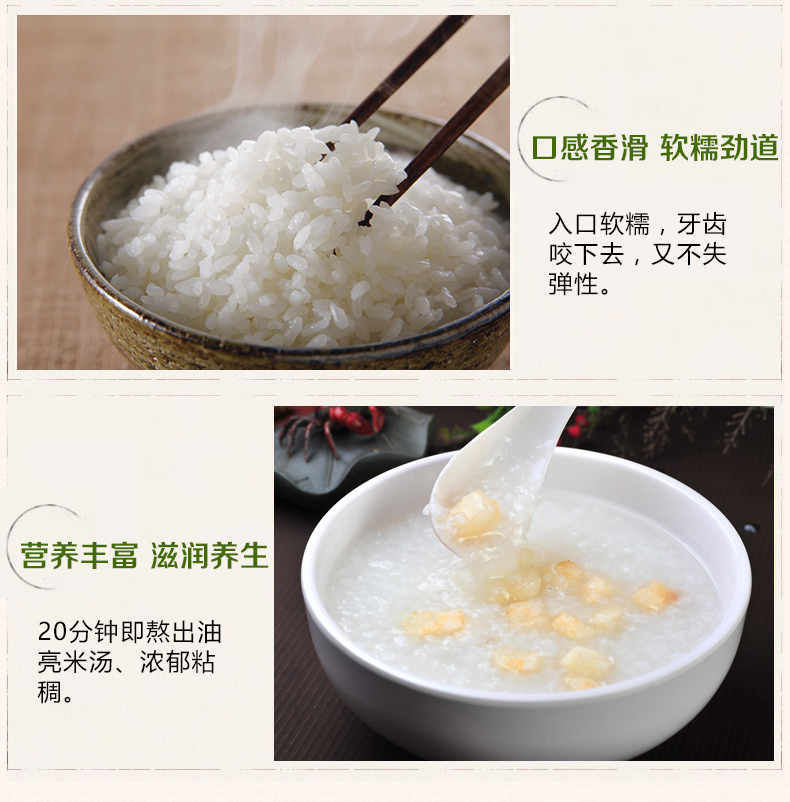 口感香滑 软糯劲道
入口软糯，牙齿
咬下去，又不失
弹性。
营养丰富 滋润养生
20分钟即熬出油
亮米汤、浓郁粘
稠。